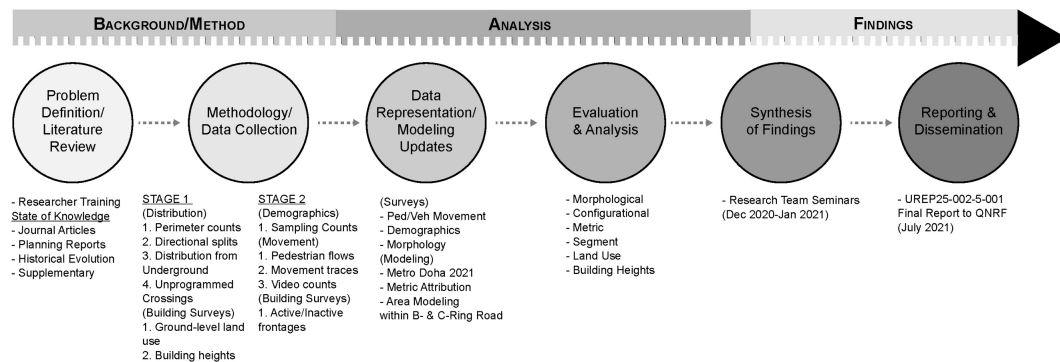 BACKGROUND/METHOD
ANALYSIS
FINDINGS
Problem
Definition/
Literature
Review
Methodology/
Data Collection
Data
Representation/
Modeling
Updates
Evaluation
& Analysis
Synthesis
of Findings
Reporting &
Dissemination
- Researcher Training
State of Knowledge
- Journal Articles
- Planning Reports
- Historical Evolution
- Supplementary
STAGE 1
(Distribution)
1. Perimeter counts
2. Directional splits
3. Distribution from
Underground
4. Unprogrammed
Crossings
(Building Surveys)
1. Ground-level land
use
2. Building heights
STAGE 2
(Demographics)
1. Sampling Counts
(Movement)
1. Pedestrian flows
2. Movement traces
3. Video counts
(Building Surveys)
1. Active/Inactive
frontages
(Surveys)
- Ped/Veh Movement
- Demographics
- Morphology
(Modeling)
- Metro Doha 2021
- Metric Attribution
- Area Modeling
within B- & C-Ring Road
- Morphological
- Configurational
- Metric
- Segment
- Land Use
- Building Heights
- Research Team Seminars
(Dec 2020-Jan 2021)
- UREP25-002-5-001
Final Report to QNRF
(July 2021)